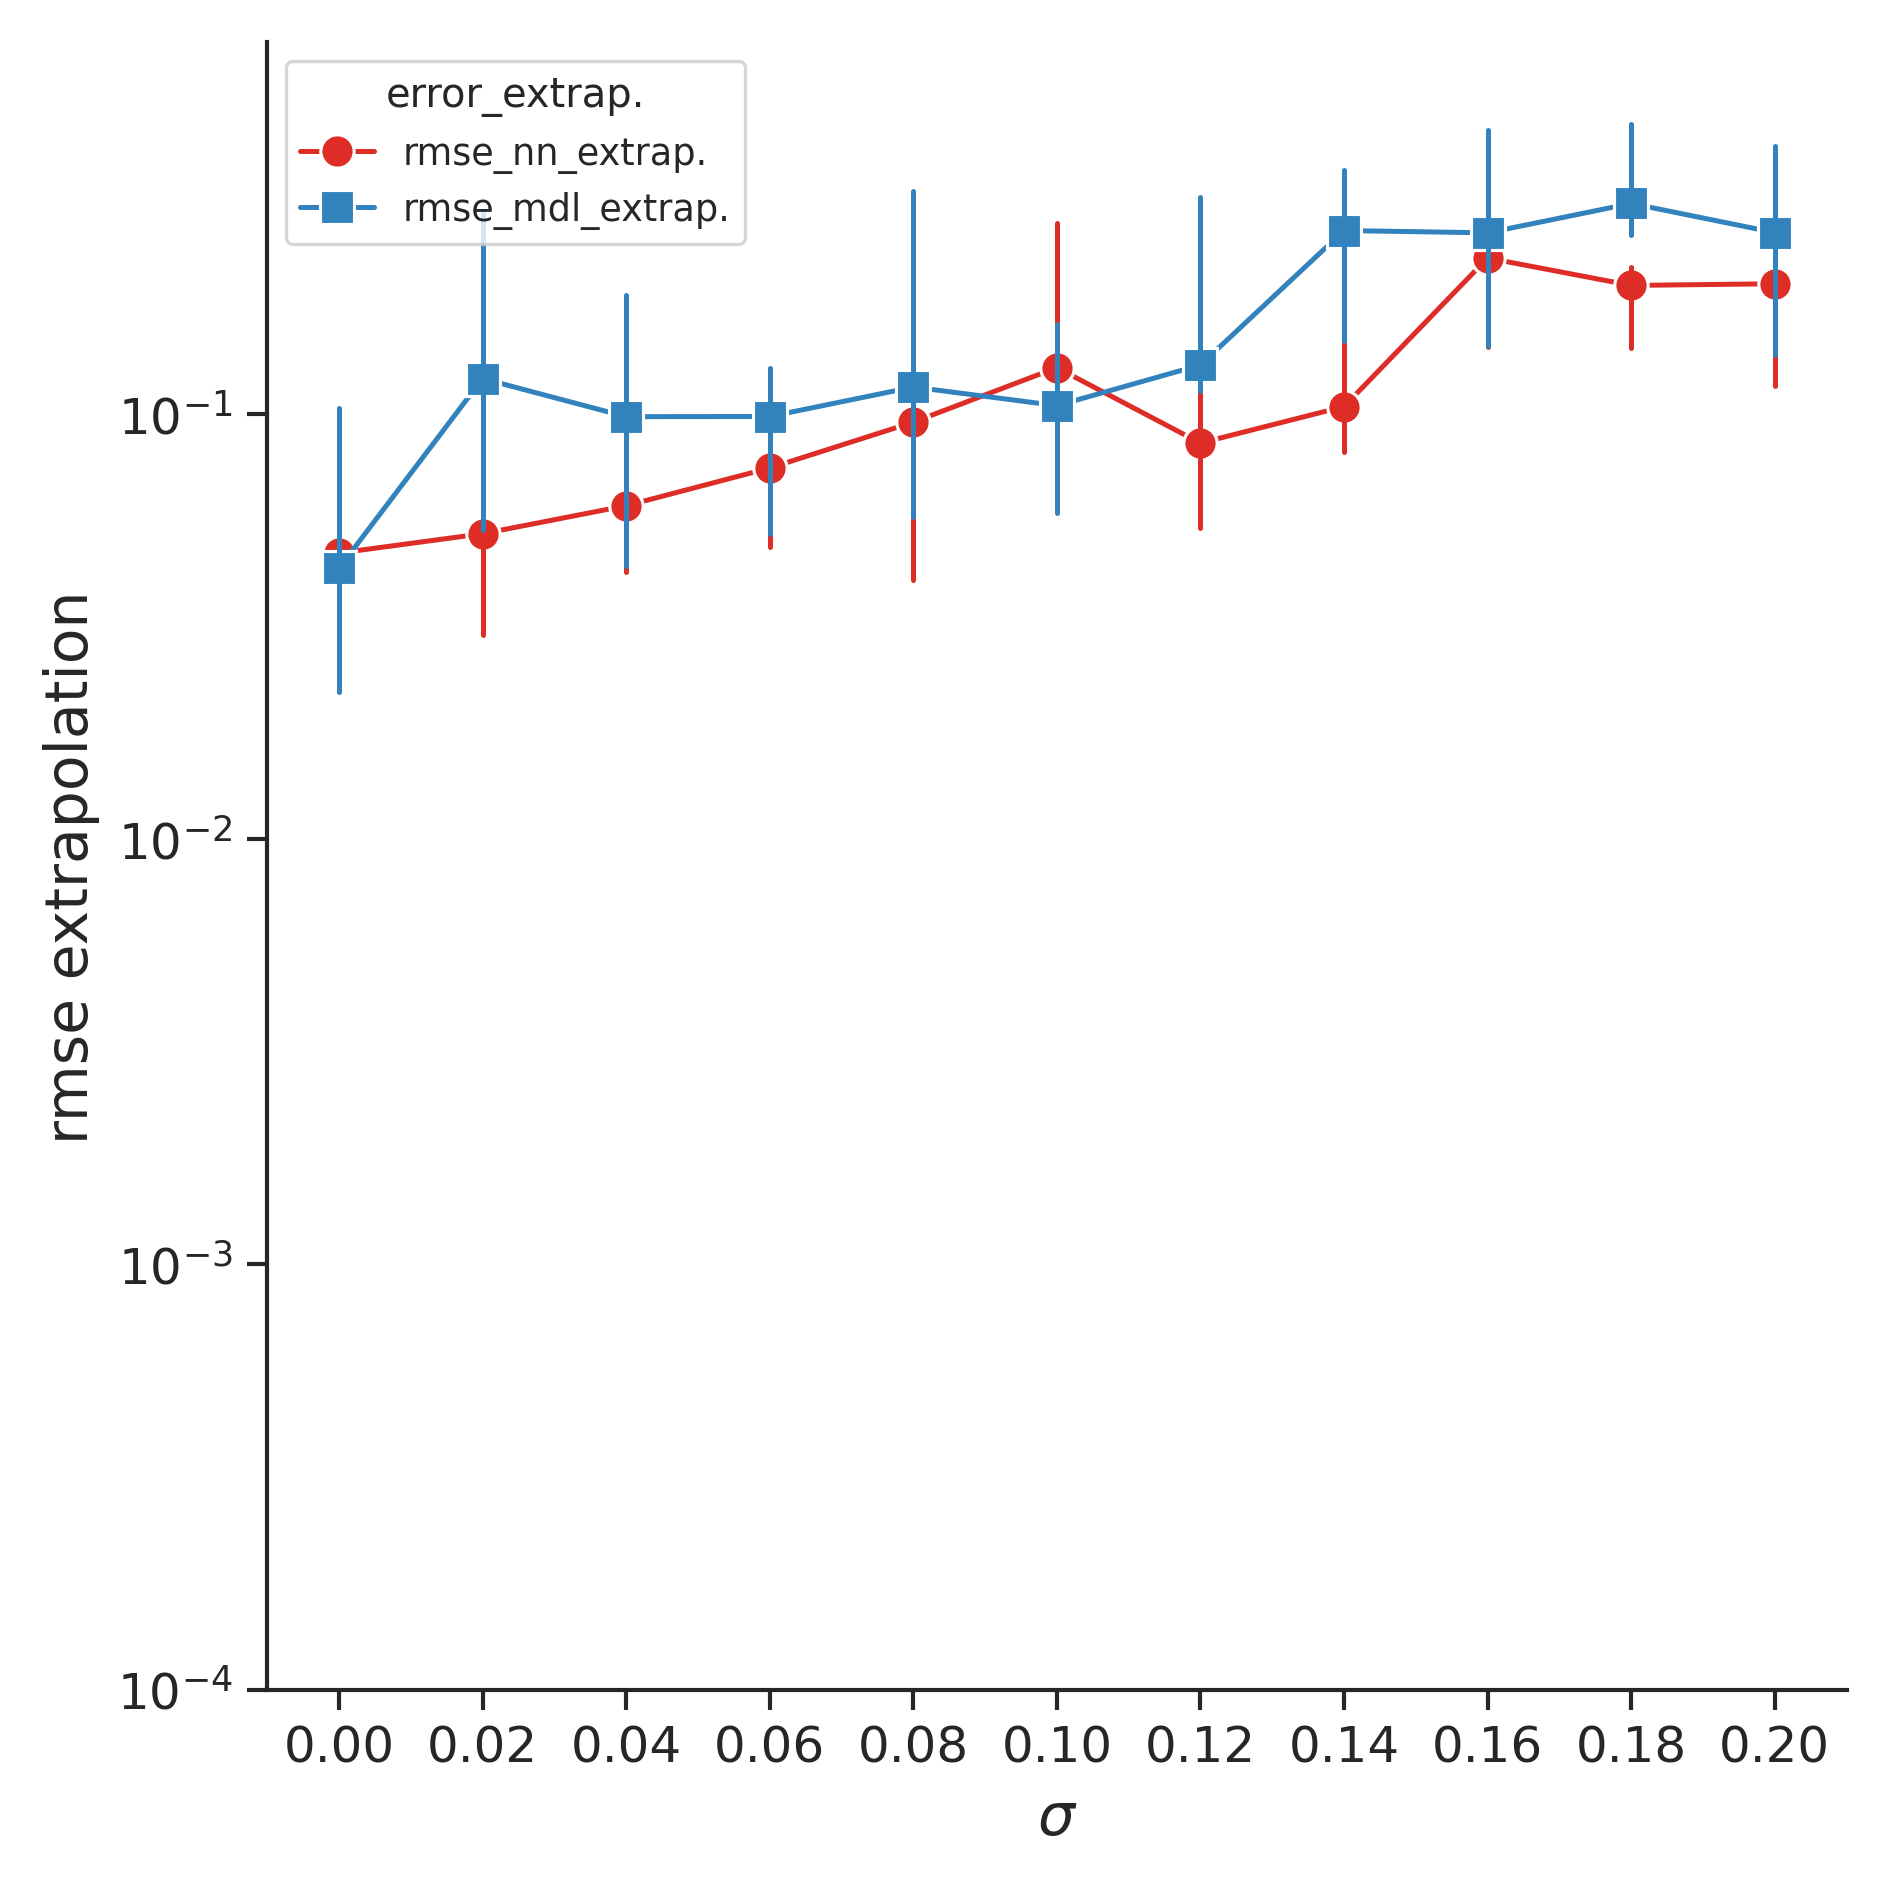 error_extrap.
rmse_nn_extrap.
rmse_mdl_extrap.
rmse extrapolation
10⁻¹
10⁻²
10⁻³
10⁻⁴
0.00 0.02 0.04 0.06 0.08 0.10 0.12 0.14 0.16 0.18 0.20
σ